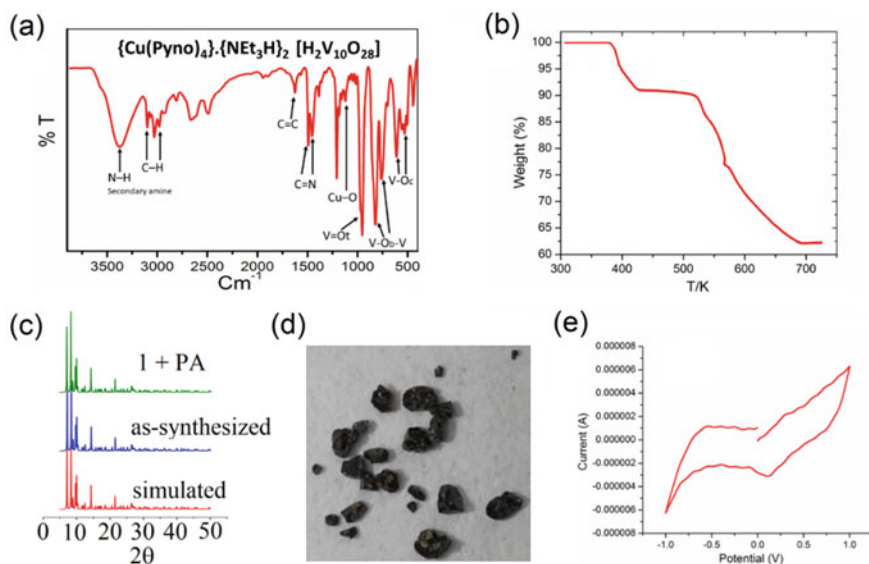 (a)
{Cu(Pyno)₄}.{NEt₃H}₂ [H₂V₁₀O₂₈]
% T
N–H
Secondary amine
C–H
C=C
C=N
Cu–O
V=Ot
V-Ob-V
V-Oc
3500 3000 2500 2000 1500 1000 500
Cm⁻¹
(b)
100
95
90
85
80
75
70
65
60
Weight (%)
300 400 500 600 700
T/K
(c)
1 + PA
as-synthesized
simulated
0 10 20 30 40 50
2θ
(d)
(e)
0.000008
0.000006
0.000004
0.000002
0.000000
-0.000002
-0.000004
-0.000006
-0.000008
Current (A)
-1.0 -0.5 0.0 0.5 1.0
Potential (V)